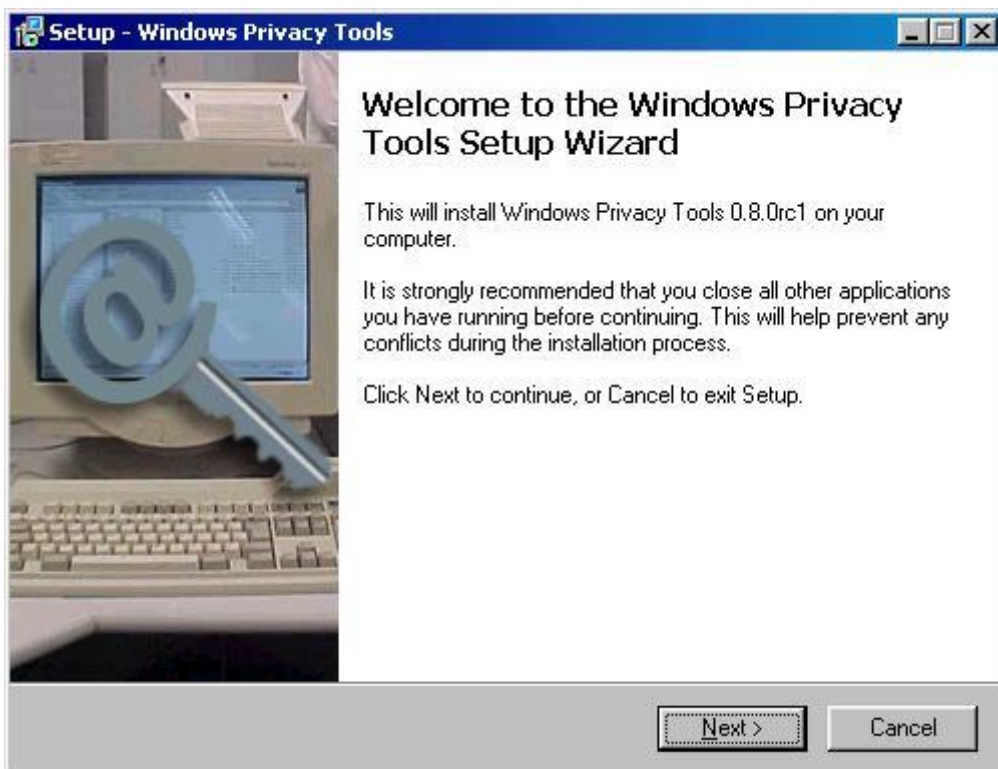 Setup - Windows Privacy Tools
Welcome to the Windows Privacy
Tools Setup Wizard
This will install Windows Privacy Tools 0.8.0rc1 on your
computer.
It is strongly recommended that you close all other applications
you have running before continuing. This will help prevent any
conflicts during the installation process.
Click Next to continue, or Cancel to exit Setup.
Next >
Cancel